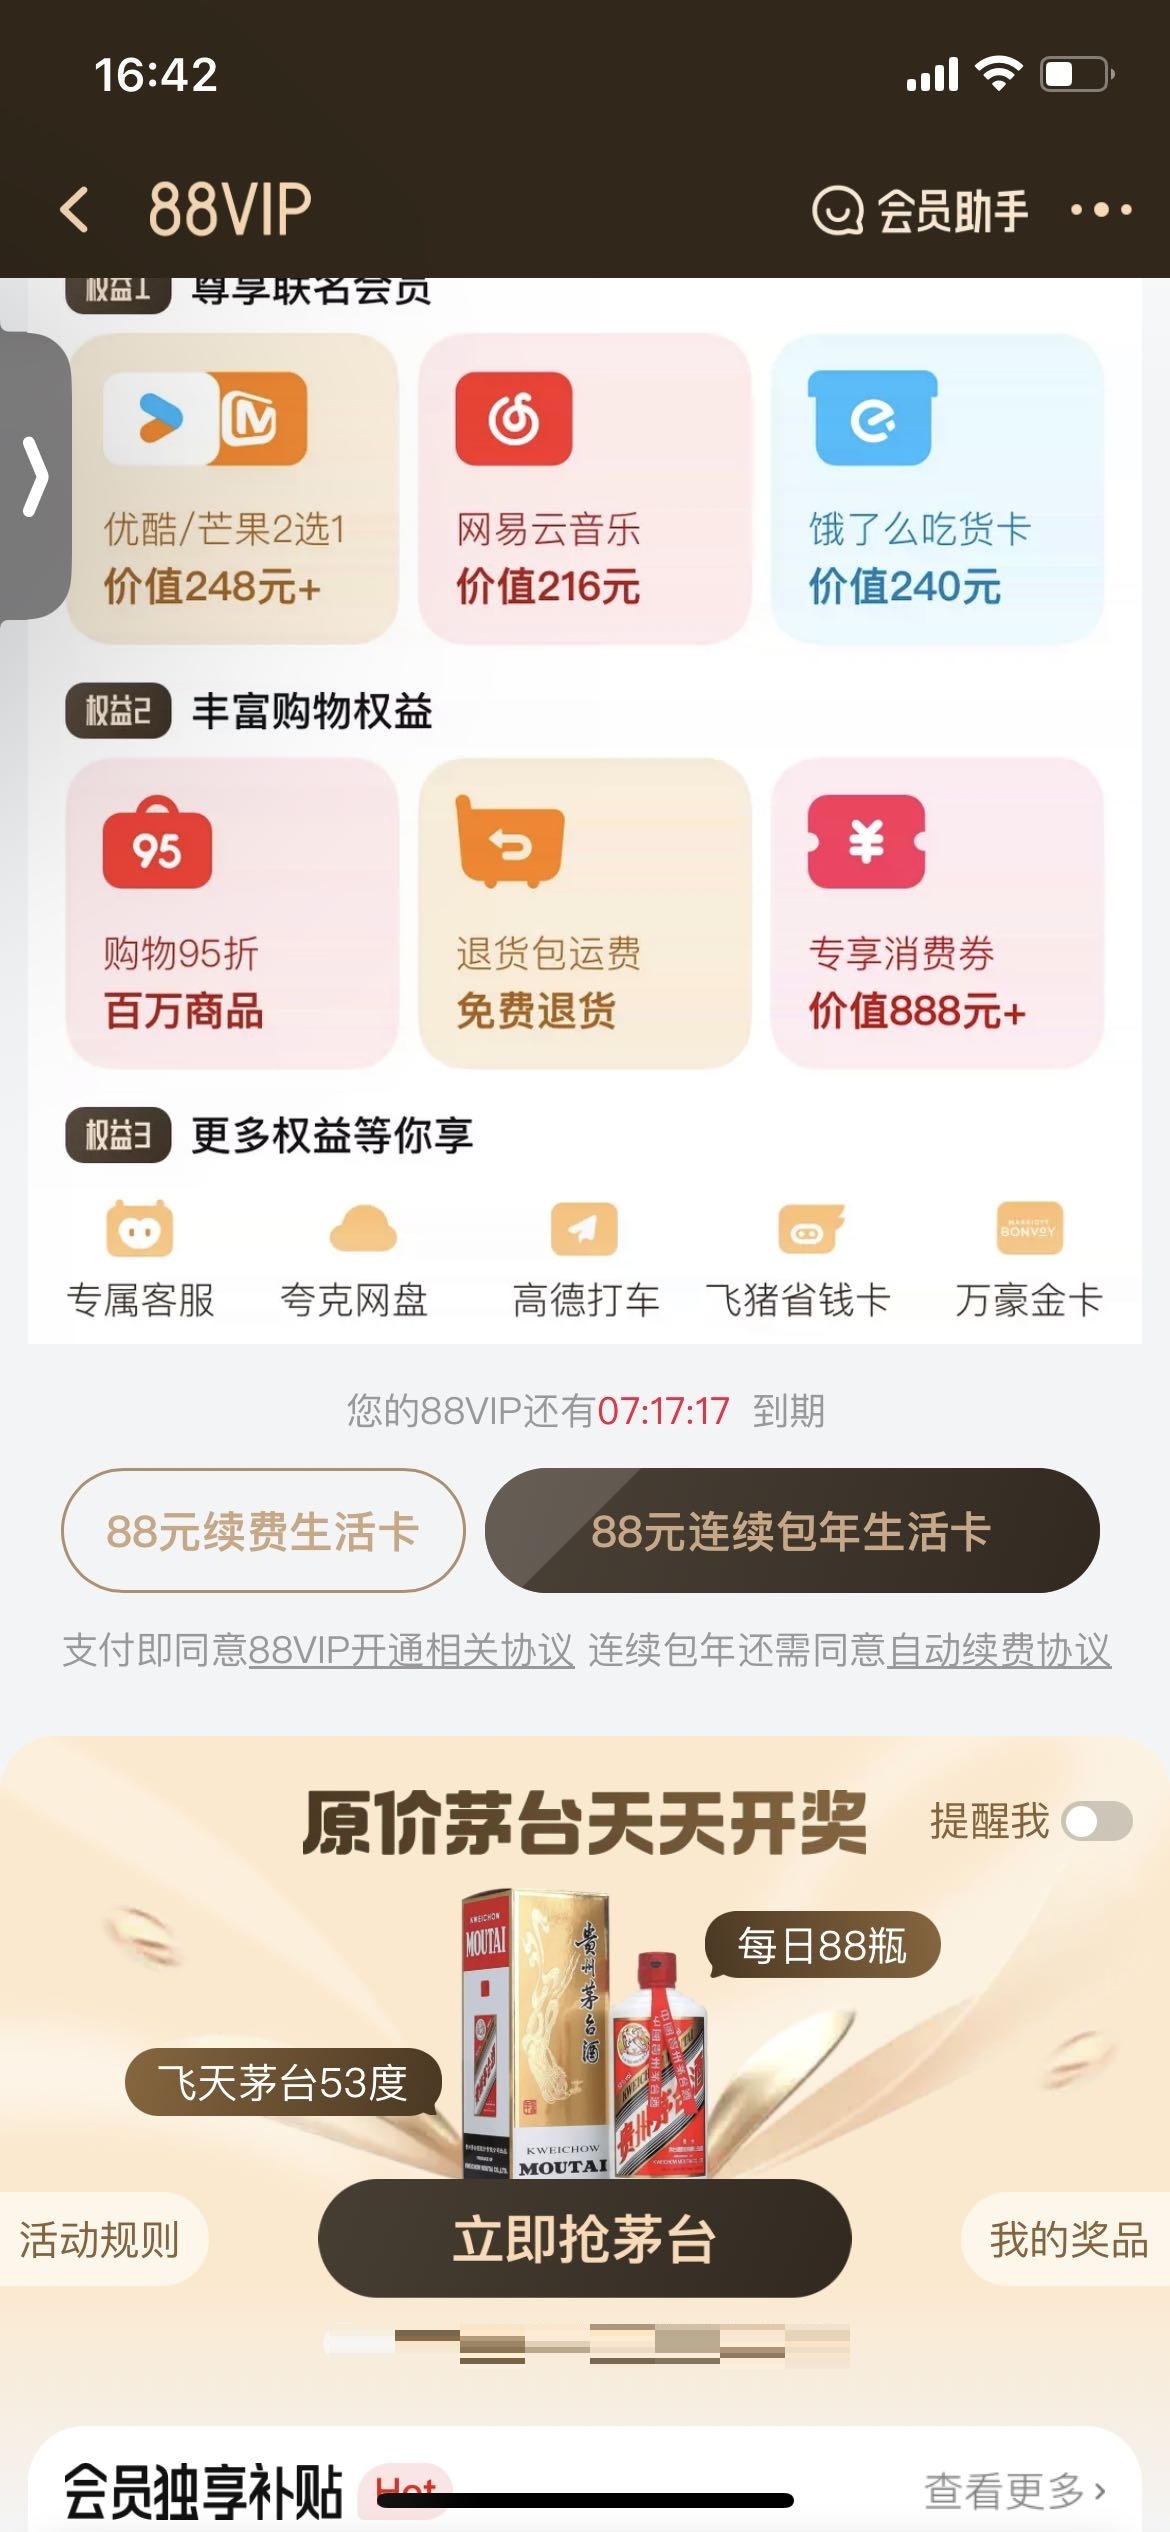 16:42
88VIP
会员助手
权益1 尊享联名会员
优酷/芒果2选1
价值248元+
网易云音乐
价值216元
饿了么吃货卡
价值240元
权益2 丰富购物权益
95
购物95折
百万商品
退货包运费
免费退货
¥
专享消费券
价值888元+
权益3 更多权益等你享
MARRIOTT
BONVOY
专属客服
夸克网盘
高德打车
飞猪省钱卡
万豪金卡
您的88VIP还有07:17:17 到期
88元续费生活卡
88元连续包年生活卡
支付即同意88VIP开通相关协议 连续包年还需同意自动续费协议
原价茅台天天开奖
提醒我
每日88瓶
飞天茅台53度
KWEICHOW
MOUTAI
贵州茅台酒
KWEICHOW
MOUTAI
活动规则
立即抢茅台
我的奖品
会员独享补贴
Hot
查看更多